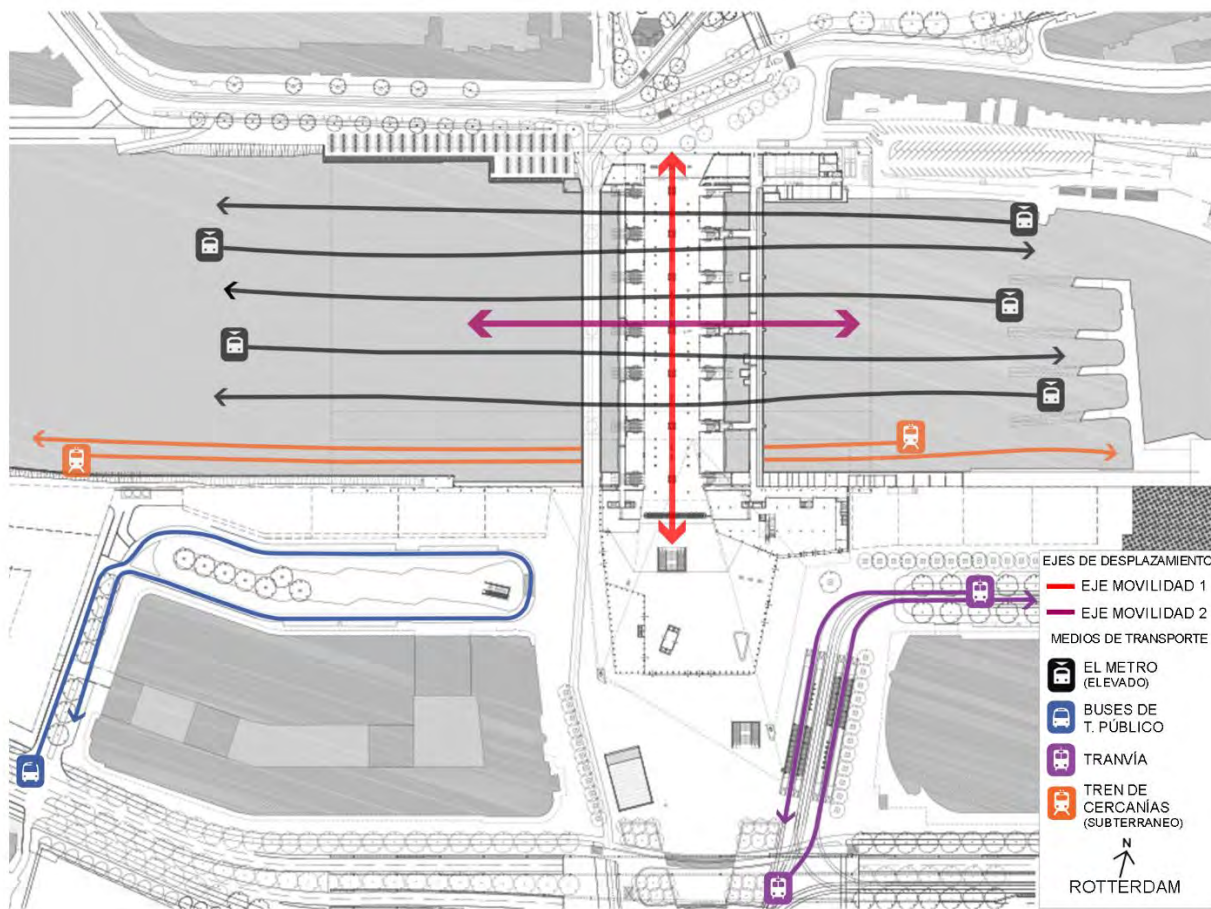 EJES DE DESPLAZAMIENTO
EJE MOVILIDAD 1
EJE MOVILIDAD 2
MEDIOS DE TRANSPORTE
EL METRO
(ELEVADO)
BUSES DE
T. PÚBLICO
TRANVÍA
TREN DE
CERCANÍAS
(SUBTERRANEO)
N
ROTTERDAM